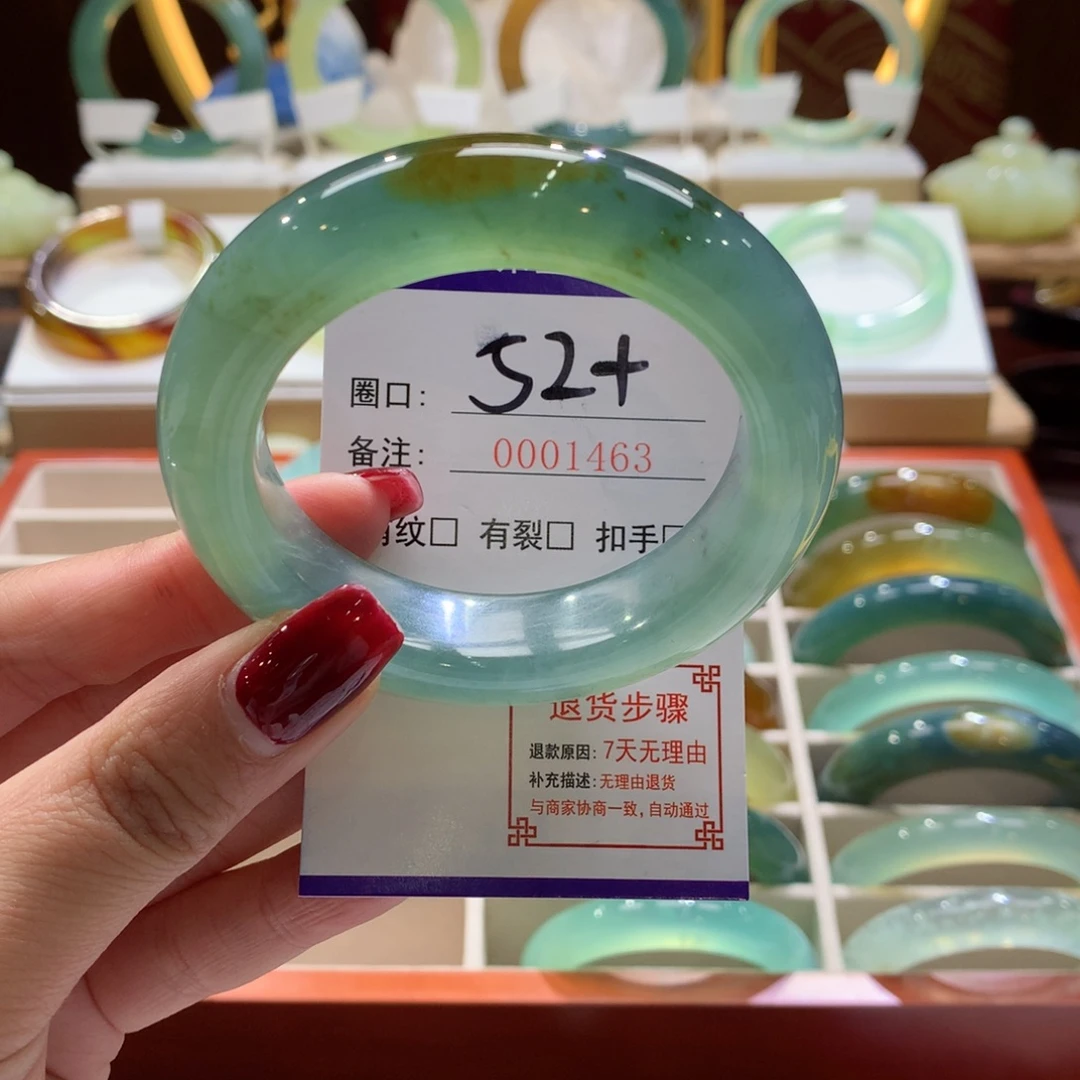 圈口: 52+
备注: 0001463
有纹□ 有裂□ 扣手□
退货步骤
退款原因: 7天无理由
补充描述: 无理由退货
与商家协商一致, 自动通过